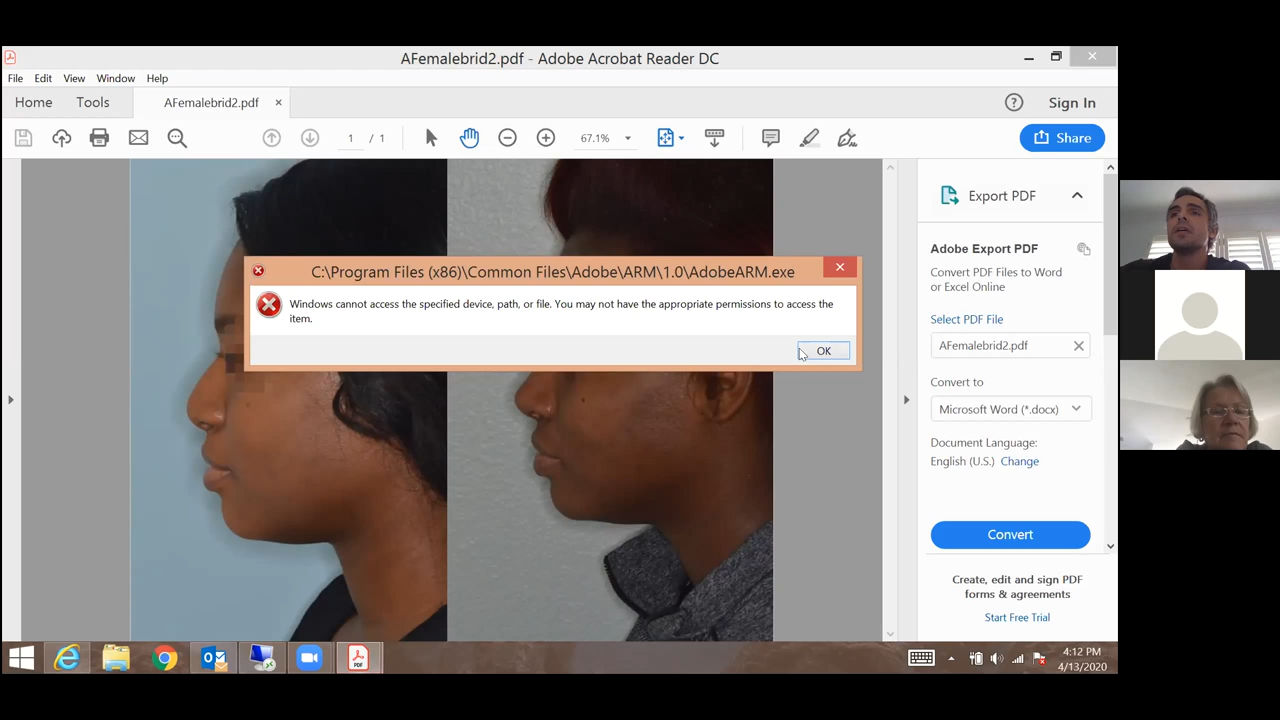 AFemalebrid2.pdf - Adobe Acrobat Reader DC
File Edit View Window Help
Home Tools AFemalebrid2.pdf × ? Sign In
1 / 1 67.1% Share
Export PDF
C:\Program Files (x86)\Common Files\Adobe\ARM\1.0\AdobeARM.exe
Windows cannot access the specified device, path, or file. You may not have the appropriate permissions to access the
item.
OK
Adobe Export PDF
Convert PDF Files to Word
or Excel Online
Select PDF File
AFemalebrid2.pdf
Convert to
Microsoft Word (*.docx)
Document Language:
English (U.S.) Change
Convert
Create, edit and sign PDF
forms & agreements
Start Free Trial
PDF
4:12 PM
4/13/2020